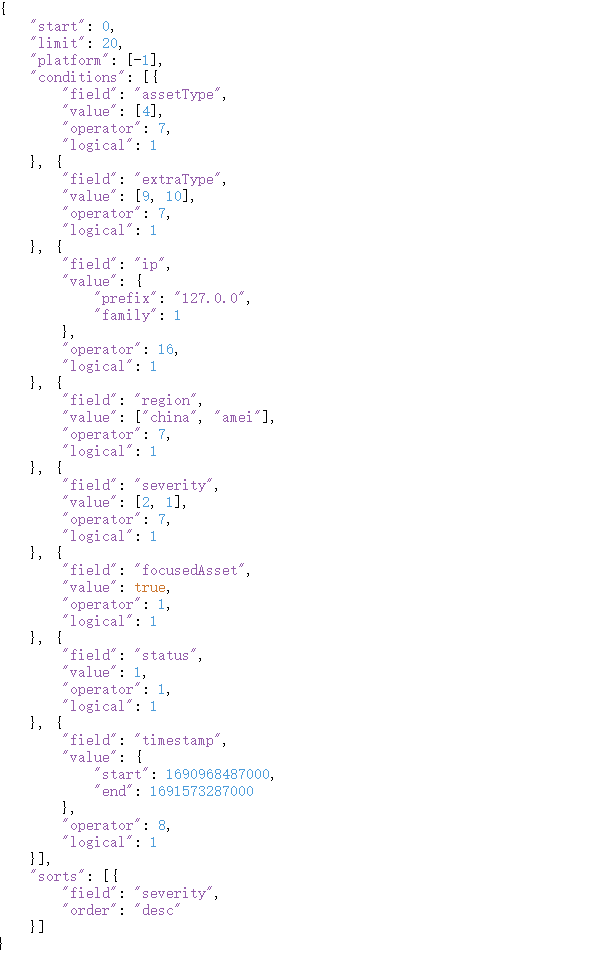 {
    "start": 0,
    "limit": 20,
    "platform": [-1],
    "conditions": [{
        "field": "assetType",
        "value": [4],
        "operator": 7,
        "logical": 1
    }, {
        "field": "extraType",
        "value": [9, 10],
        "operator": 7,
        "logical": 1
    }, {
        "field": "ip",
        "value": {
            "prefix": "127.0.0",
            "family": 1
        },
        "operator": 16,
        "logical": 1
    }, {
        "field": "region",
        "value": ["china", "amei"],
        "operator": 7,
        "logical": 1
    }, {
        "field": "severity",
        "value": [2, 1],
        "operator": 7,
        "logical": 1
    }, {
        "field": "focusedAsset",
        "value": true,
        "operator": 1,
        "logical": 1
    }, {
        "field": "status",
        "value": 1,
        "operator": 1,
        "logical": 1
    }, {
        "field": "timestamp",
        "value": {
            "start": 1690968487000,
            "end": 1691573287000
        },
        "operator": 8,
        "logical": 1
    }],
    "sorts": [{
        "field": "severity",
        "order": "desc"
    }]
}